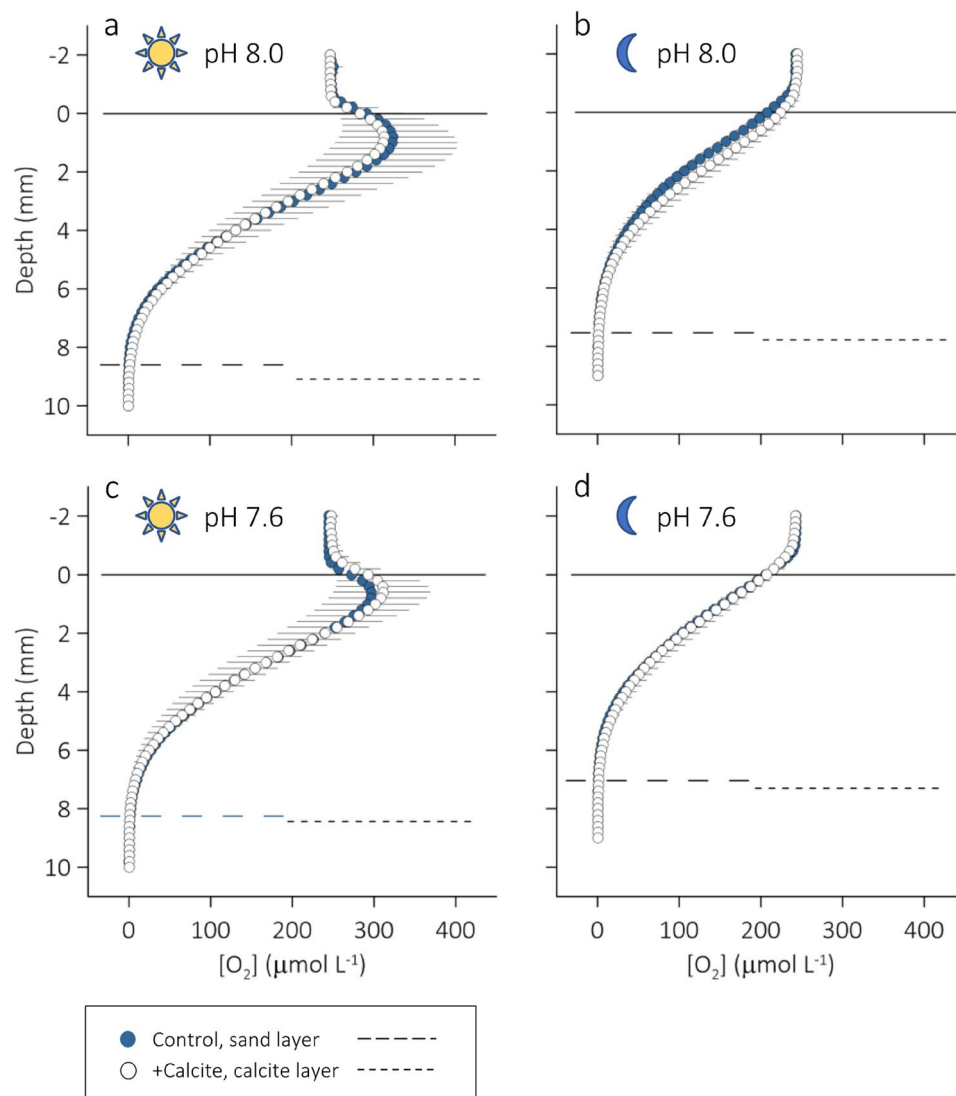 a
pH 8.0
b
pH 8.0
-2
0
2
4
6
8
10
Depth (mm)
c
pH 7.6
d
pH 7.6
-2
0
2
4
6
8
10
Depth (mm)
0 100 200 300 400
0 100 200 300 400
[O₂] (μmol L⁻¹)
[O₂] (μmol L⁻¹)
Control, sand layer
+Calcite, calcite layer